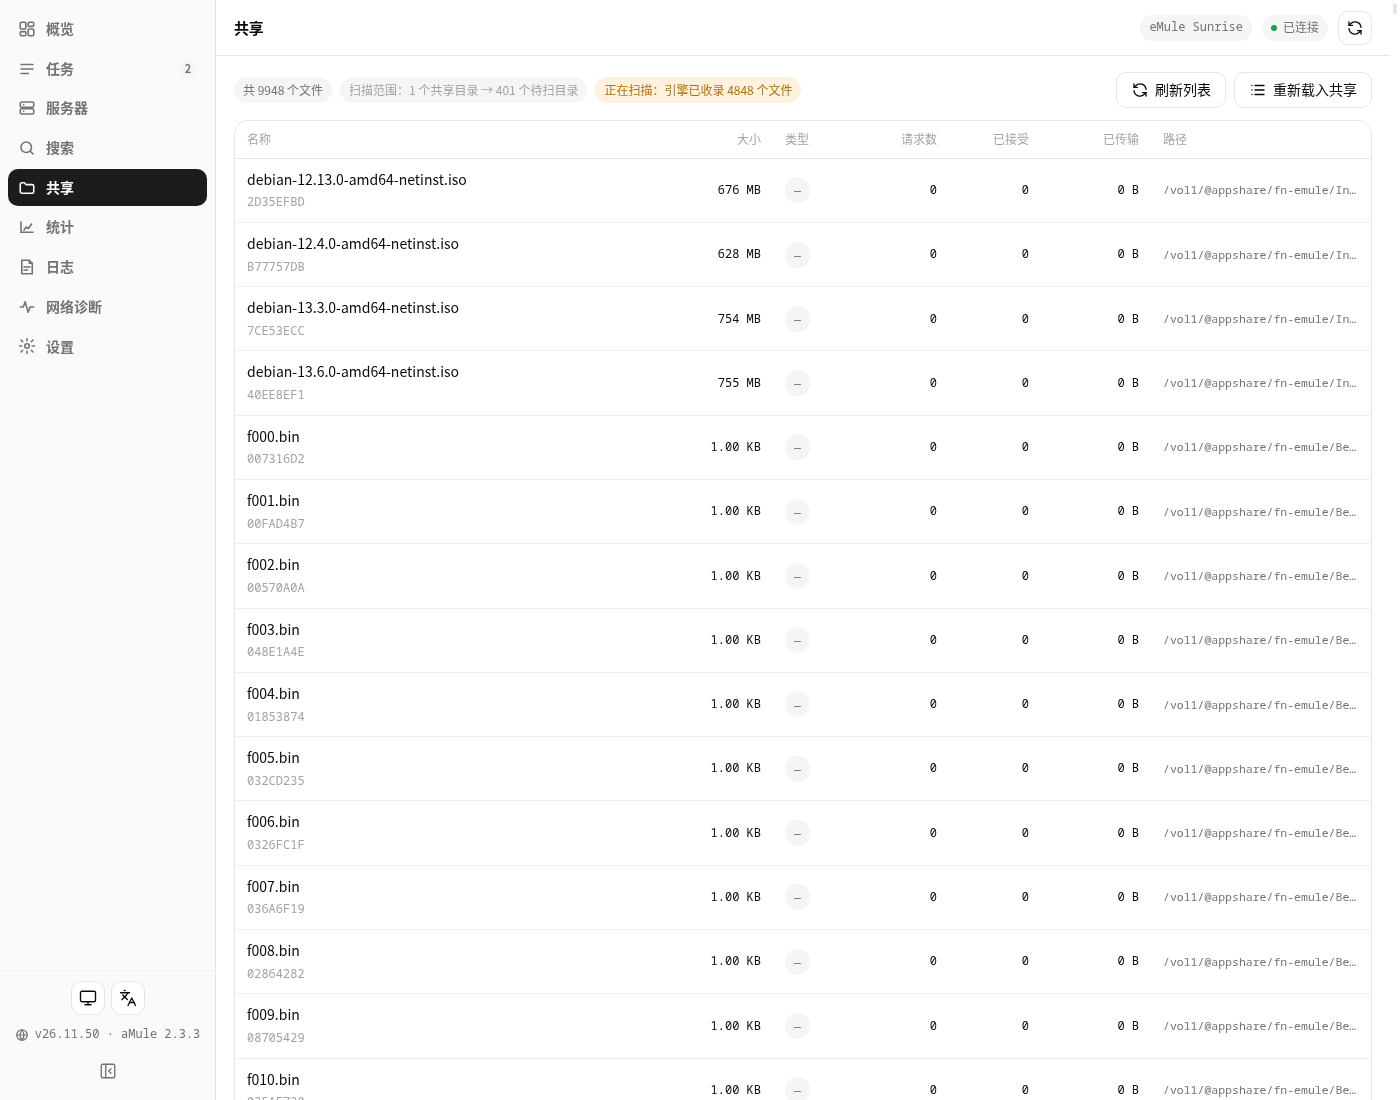 概览
任务 2
服务器
搜索
共享
统计
日志
网络诊断
设置
v26.11.50 · aMule 2.3.3
共享
eMule Sunrise
已连接
共 9948 个文件
扫描范围：1 个共享目录 → 401 个待扫目录
正在扫描：引擎已收录 4848 个文件
刷新列表
重新载入共享
名称 大小 类型 请求数 已接受 已传输 路径
debian-12.13.0-amd64-netinst.iso
2D35EFBD
676 MB — 0 0 0 B /vol1/@appshare/fn-emule/In…
debian-12.4.0-amd64-netinst.iso
B77757DB
628 MB — 0 0 0 B /vol1/@appshare/fn-emule/In…
debian-13.3.0-amd64-netinst.iso
7CE53ECC
754 MB — 0 0 0 B /vol1/@appshare/fn-emule/In…
debian-13.6.0-amd64-netinst.iso
40EE8EF1
755 MB — 0 0 0 B /vol1/@appshare/fn-emule/In…
f000.bin
007316D2
1.00 KB — 0 0 0 B /vol1/@appshare/fn-emule/Be…
f001.bin
00FAD4B7
1.00 KB — 0 0 0 B /vol1/@appshare/fn-emule/Be…
f002.bin
00570A0A
1.00 KB — 0 0 0 B /vol1/@appshare/fn-emule/Be…
f003.bin
048E1A4E
1.00 KB — 0 0 0 B /vol1/@appshare/fn-emule/Be…
f004.bin
01853874
1.00 KB — 0 0 0 B /vol1/@appshare/fn-emule/Be…
f005.bin
032CD235
1.00 KB — 0 0 0 B /vol1/@appshare/fn-emule/Be…
f006.bin
0326FC1F
1.00 KB — 0 0 0 B /vol1/@appshare/fn-emule/Be…
f007.bin
036A6F19
1.00 KB — 0 0 0 B /vol1/@appshare/fn-emule/Be…
f008.bin
02864282
1.00 KB — 0 0 0 B /vol1/@appshare/fn-emule/Be…
f009.bin
08705429
1.00 KB — 0 0 0 B /vol1/@appshare/fn-emule/Be…
f010.bin
1.00 KB — 0 0 0 B /vol1/@appshare/fn-emule/Be…